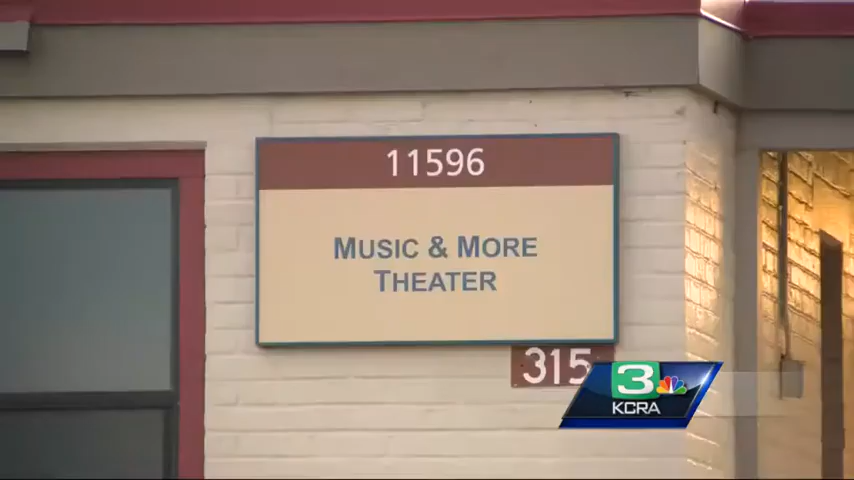 11596
MUSIC & MORE
THEATER
315
3
KCRA